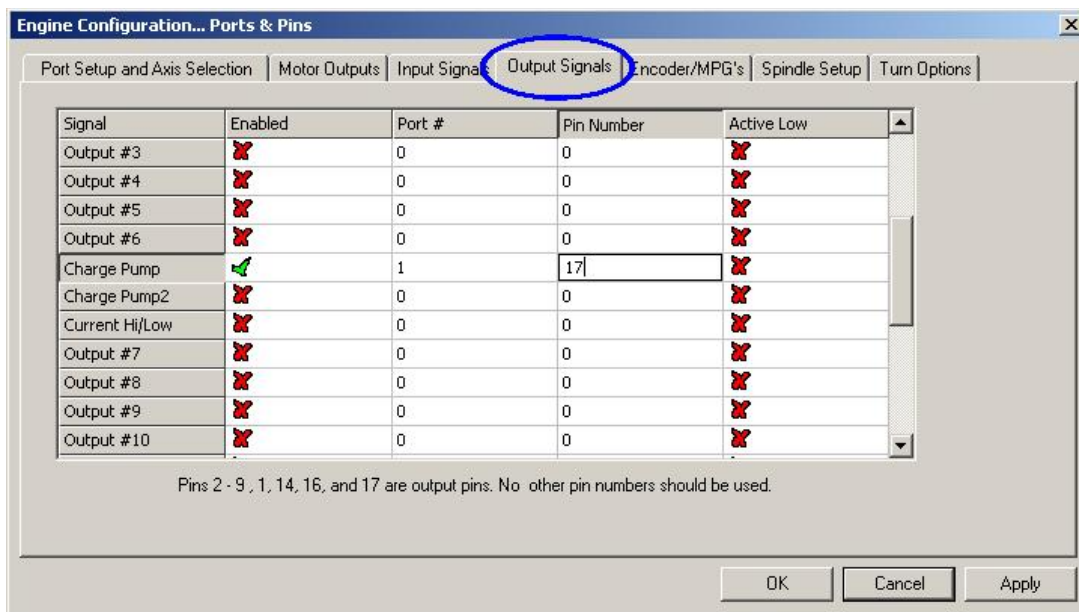 Engine Configuration... Ports & Pins
Port Setup and Axis Selection Motor Outputs Input Signals Output Signals Encoder/MPG's Spindle Setup Turn Options
Signal Enabled Port # Pin Number Active Low
Output #3 0 0
Output #4 0 0
Output #5 0 0
Output #6 0 0
Charge Pump 1 17
Charge Pump2 0 0
Current Hi/Low 0 0
Output #7 0 0
Output #8 0 0
Output #9 0 0
Output #10 0 0
Pins 2 - 9 , 1, 14, 16, and 17 are output pins. No other pin numbers should be used.
OK Cancel Apply